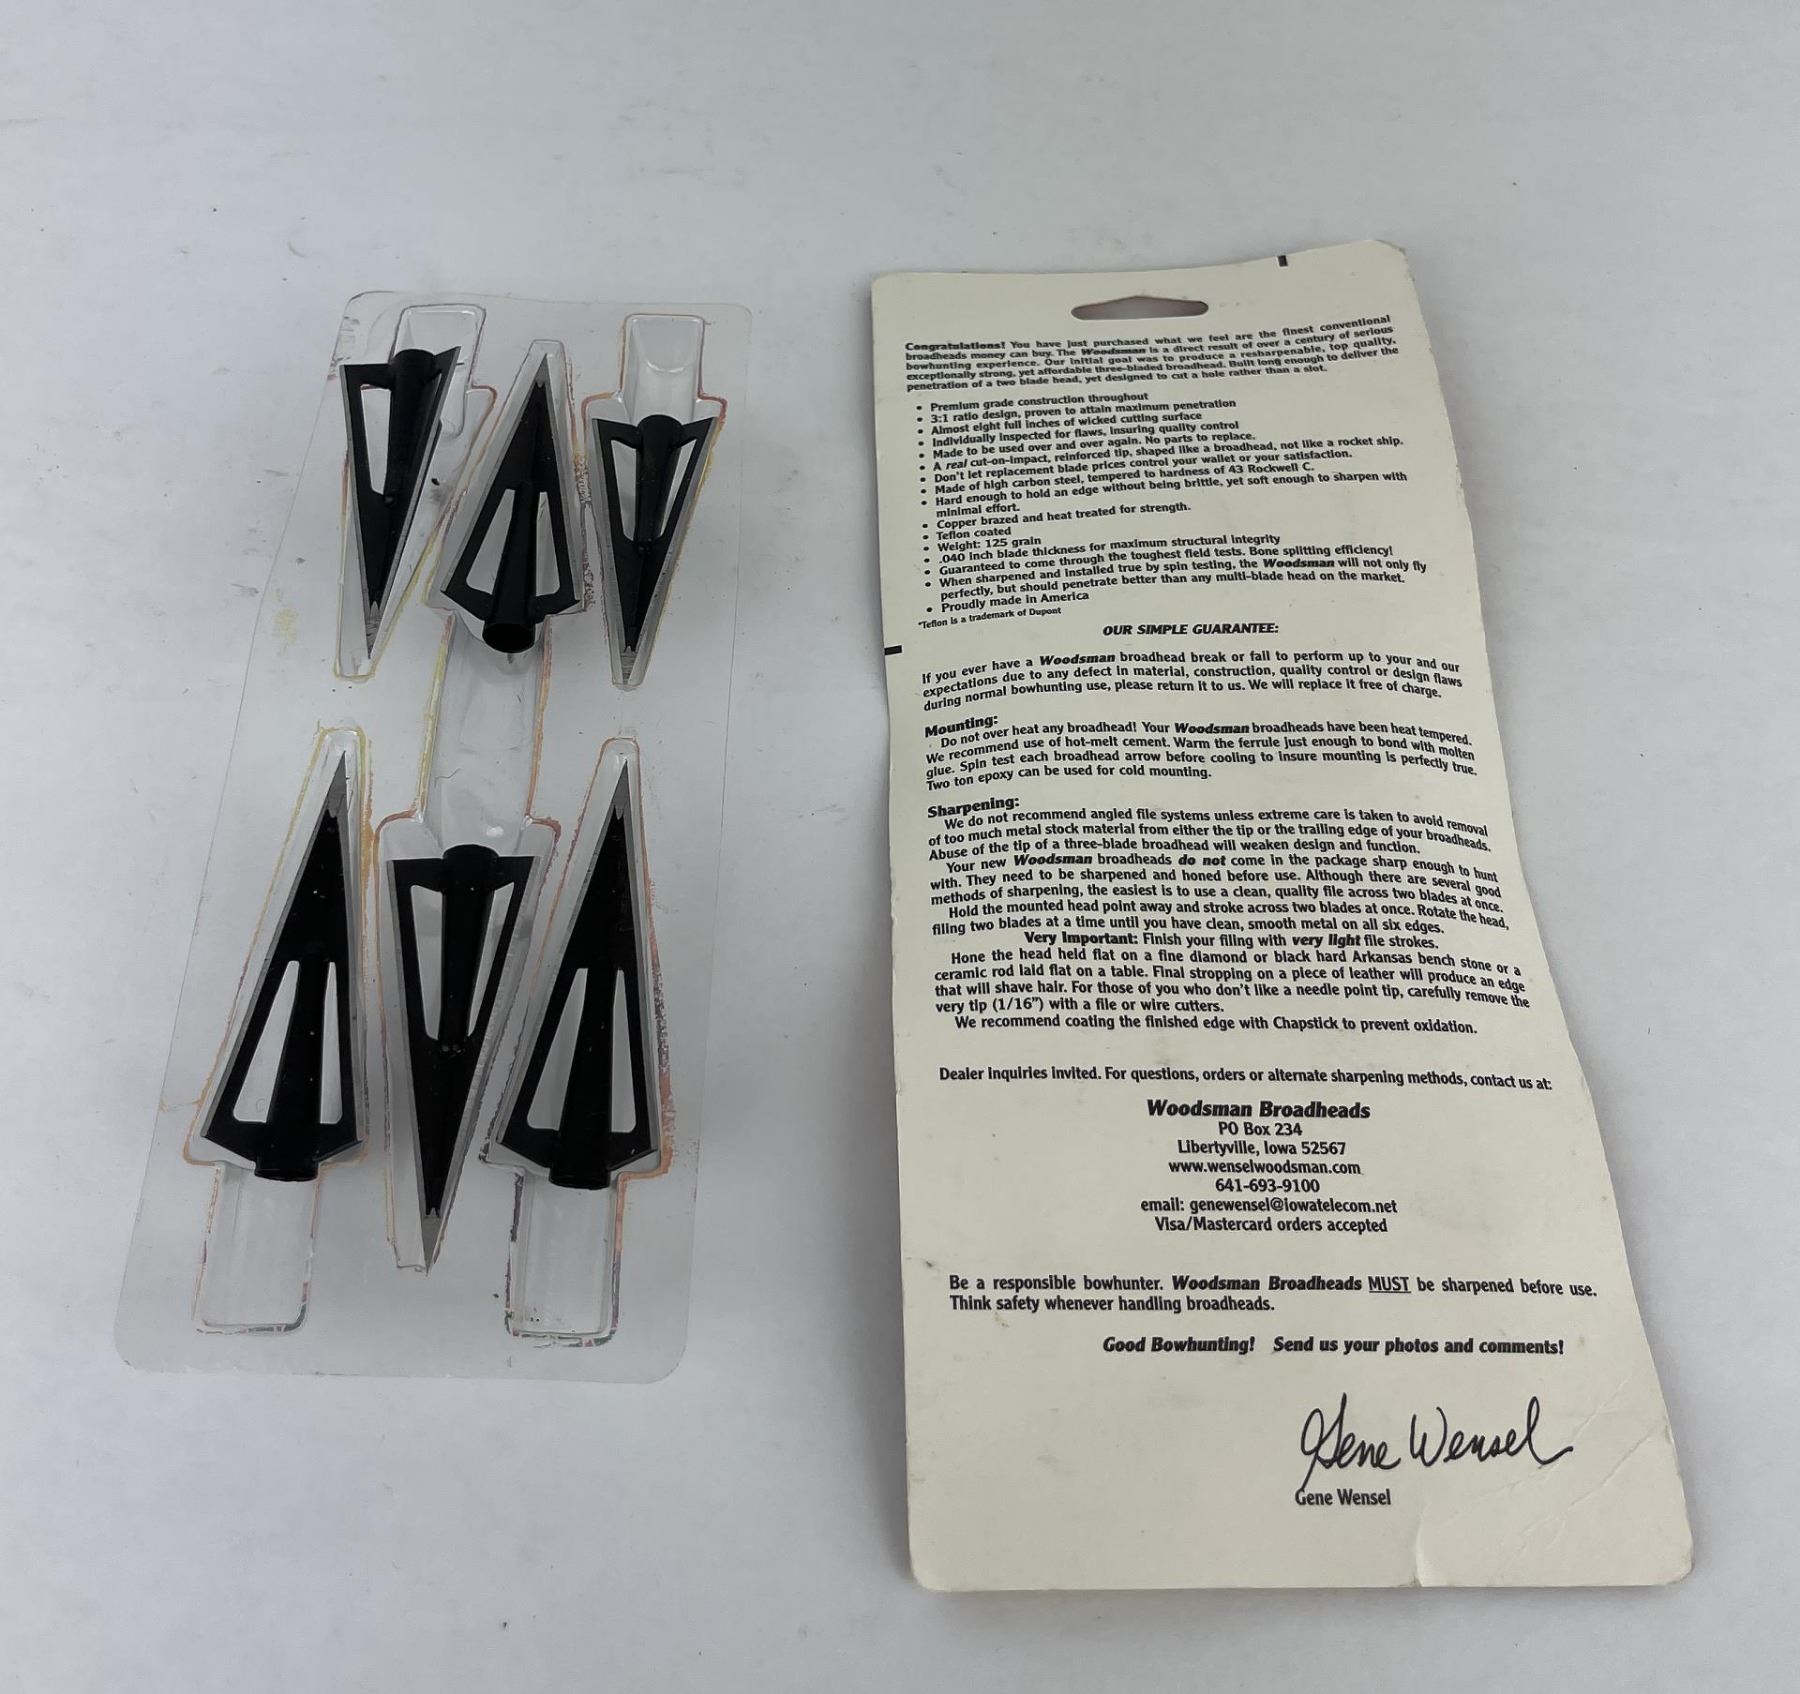 Congratulations! You have just purchased what we feel are the finest conventional
broadheads money can buy. The Woodsman is a direct result of over a century of serious
bowhunting experience. Our initial goal was to produce a resharpenable, top quality,
exceptionally strong, yet affordable three-bladed broadhead. Built long enough to deliver the
penetration of a two blade head, yet designed to cut a hole rather than a slot.
• Premium grade construction throughout
• 3:1 ratio design, proven to attain maximum penetration
• Almost eight full inches of wicked cutting surface
• Individually inspected for flaws, insuring quality control
• Made to be used over and over again. No parts to replace.
• A real cut-on-impact, reinforced tip, shaped like a broadhead, not like a rocket ship.
• Don't let replacement blade prices control your wallet or your satisfaction.
• Made of high carbon steel, tempered to hardness of 43 Rockwell C.
• Hard enough to hold an edge without being brittle, yet soft enough to sharpen with
minimal effort.
• Copper brazed and heat treated for strength.
• Teflon coated
• Weight: 125 grain
• .040 inch blade thickness for maximum structural integrity
• Guaranteed to come through the toughest field tests. Bone splitting efficiency!
• When sharpened and installed true by spin testing, the Woodsman will not only fly
perfectly, but should penetrate better than any multi-blade head on the market.
• Proudly made in America
*Teflon is a trademark of Dupont
OUR SIMPLE GUARANTEE:
If you ever have a Woodsman broadhead break or fail to perform up to your and our
expectations due to any defect in material, construction, quality control or design flaws
during normal bowhunting use, please return it to us. We will replace it free of charge.
Mounting:
Do not over heat any broadhead! Your Woodsman broadheads have been heat tempered.
We recommend use of hot-melt cement. Warm the ferrule just enough to bond with molten
glue. Spin test each broadhead arrow before cooling to insure mounting is perfectly true.
Two ton epoxy can be used for cold mounting.
Sharpening:
We do not recommend angled file systems unless extreme care is taken to avoid removal
of too much metal stock material from either the tip or the trailing edge of your broadheads.
Abuse of the tip of a three-blade broadhead will weaken design and function.
Your new Woodsman broadheads do not come in the package sharp enough to hunt
with. They need to be sharpened and honed before use. Although there are several good
methods of sharpening, the easiest is to use a clean, quality file across two blades at once.
Hold the mounted head point away and stroke across two blades at once. Rotate the head,
filing two blades at a time until you have clean, smooth metal on all six edges.
Very Important: Finish your filing with very light file strokes.
Hone the head held flat on a fine diamond or black hard Arkansas bench stone or a
ceramic rod laid flat on a table. Final stropping on a piece of leather will produce an edge
that will shave hair. For those of you who don't like a needle point tip, carefully remove the
very tip (1/16") with a file or wire cutters.
We recommend coating the finished edge with Chapstick to prevent oxidation.
Dealer inquiries invited. For questions, orders or alternate sharpening methods, contact us at:
Woodsman Broadheads
PO Box 234
Libertyville, Iowa 52567
www.wenselwoodsman.com
641-693-9100
email: genewensel@iowatelecom.net
Visa/Mastercard orders accepted
Be a responsible bowhunter. Woodsman Broadheads MUST be sharpened before use.
Think safety whenever handling broadheads.
Good Bowhunting! Send us your photos and comments!
Gene Wensel
Gene Wensel